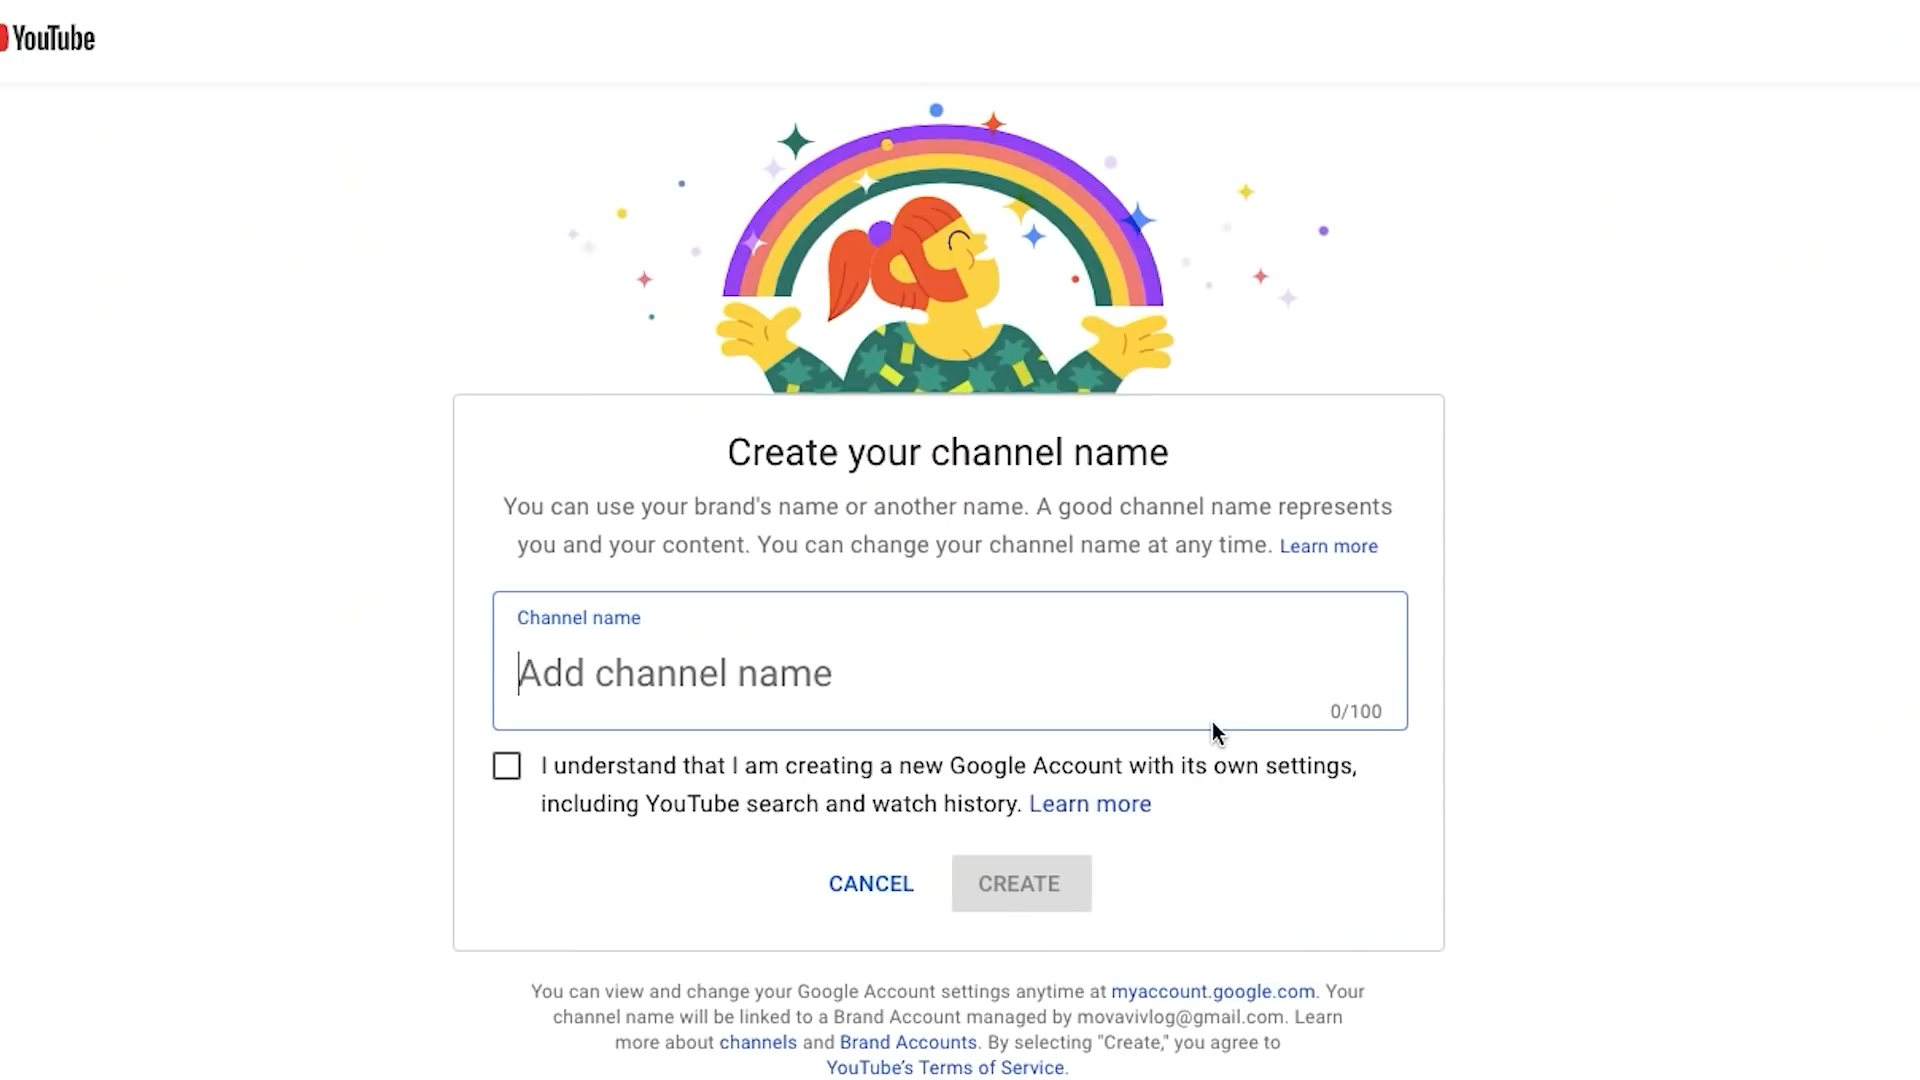 YouTube
Create your channel name
You can use your brand's name or another name. A good channel name represents
you and your content. You can change your channel name at any time. Learn more
Channel name
Add channel name
0/100
I understand that I am creating a new Google Account with its own settings,
including YouTube search and watch history. Learn more
CANCEL CREATE
You can view and change your Google Account settings anytime at myaccount.google.com. Your
channel name will be linked to a Brand Account managed by movavivlog@gmail.com. Learn
more about channels and Brand Accounts. By selecting "Create," you agree to
YouTube’s Terms of Service.